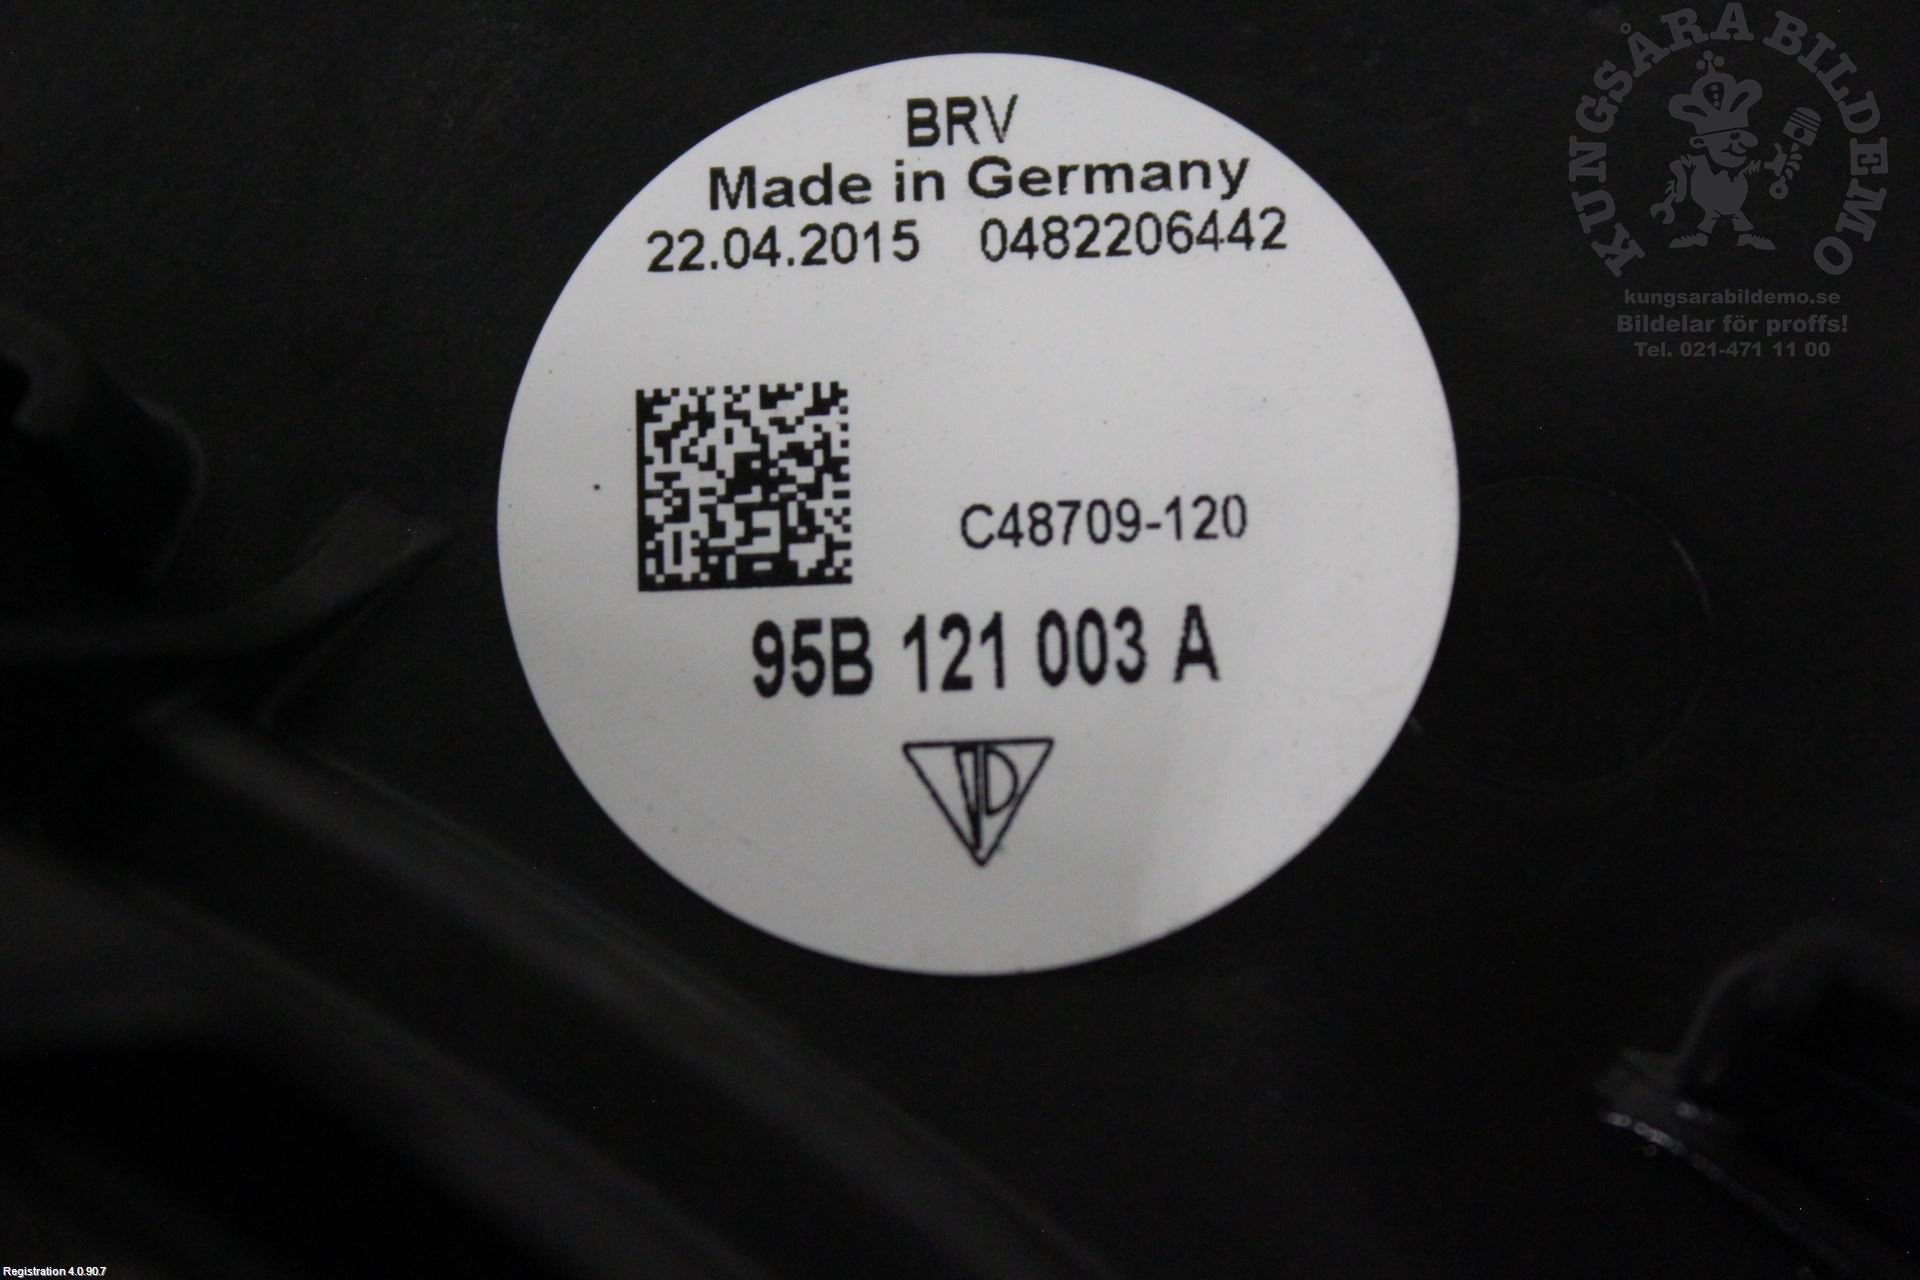 BRV
Made in Germany
22.04.2015 0482206442
C48709-120
95B 121 003 A
KUNGSÅRA BILDEMO
kungsarabildemo.se
Bildelar för proffs!
Tel. 021-471 11 00
Registration 4.0.90.7